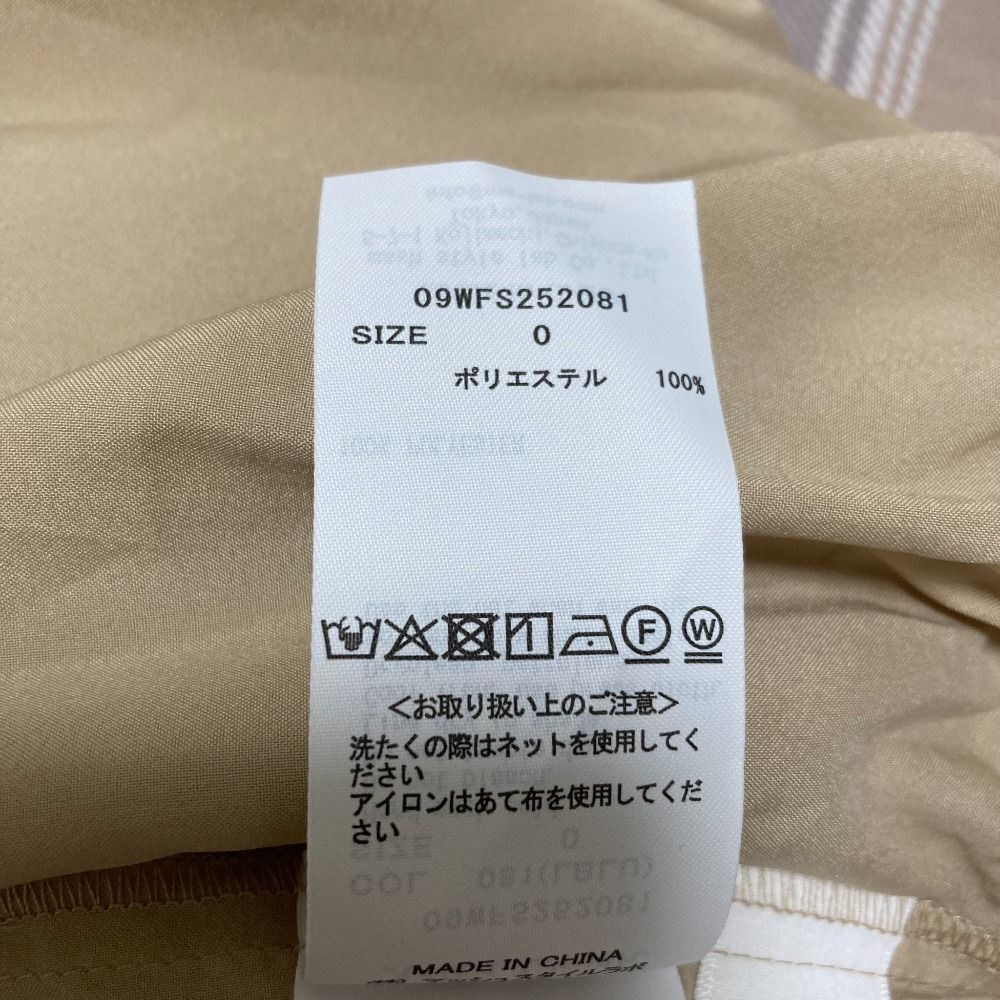 09WFS252081
SIZE 0
ポリエステル 100%
F W
<お取り扱い上のご注意>
洗たくの際はネットを使用してく
ださい
アイロンはあて布を使用してくだ
さい
MADE IN CHINA